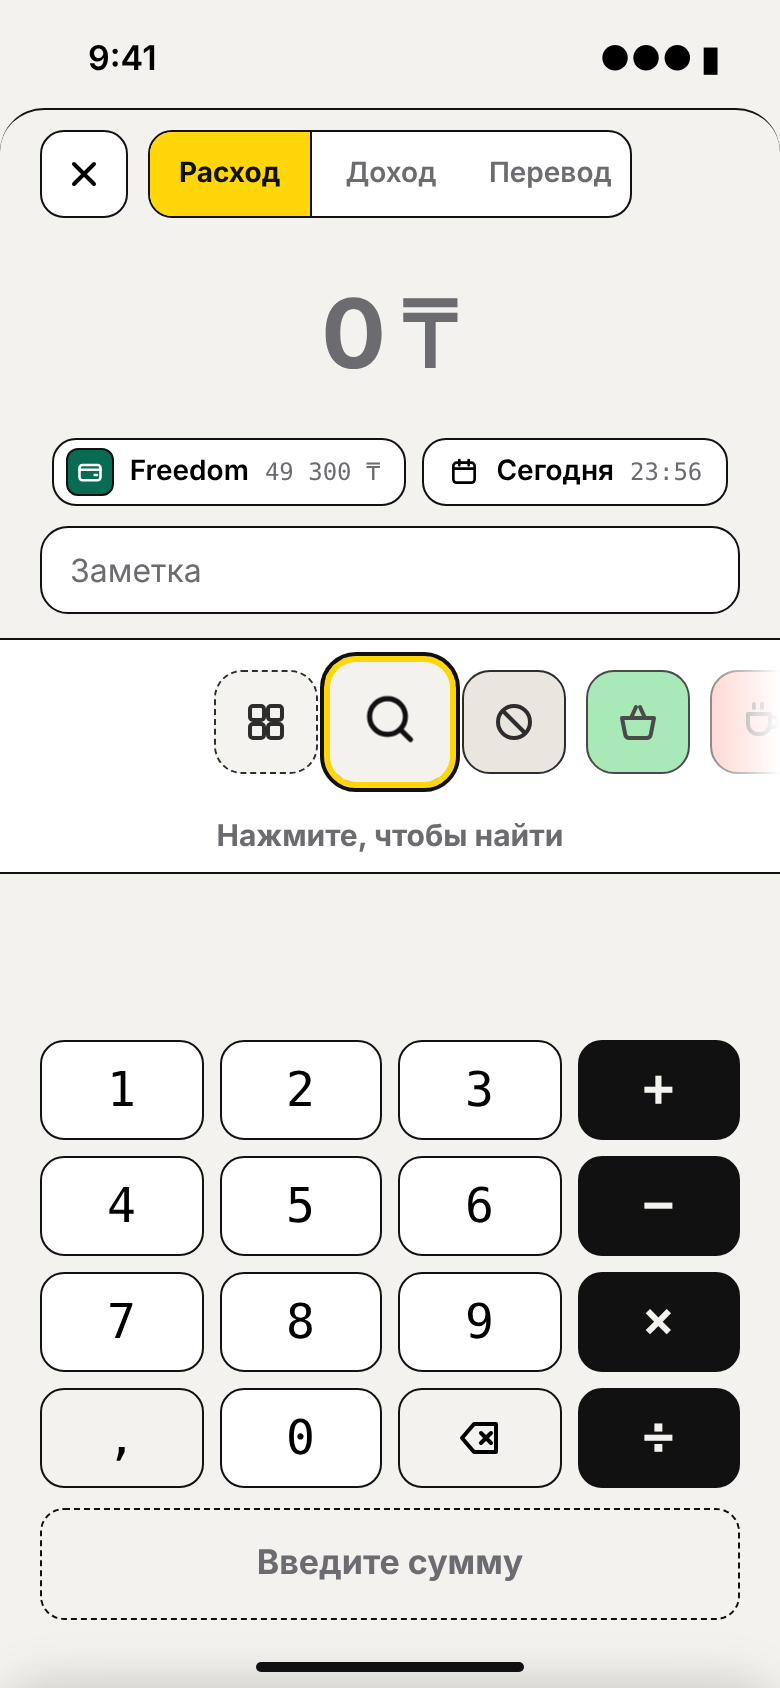 9:41
Расход Доход Перевод
0 ₸
Freedom 49 300 ₸ Сегодня 23:56
Заметка
Нажмите, чтобы найти
1 2 3 +
4 5 6 −
7 8 9 ×
, 0 ÷
Введите сумму